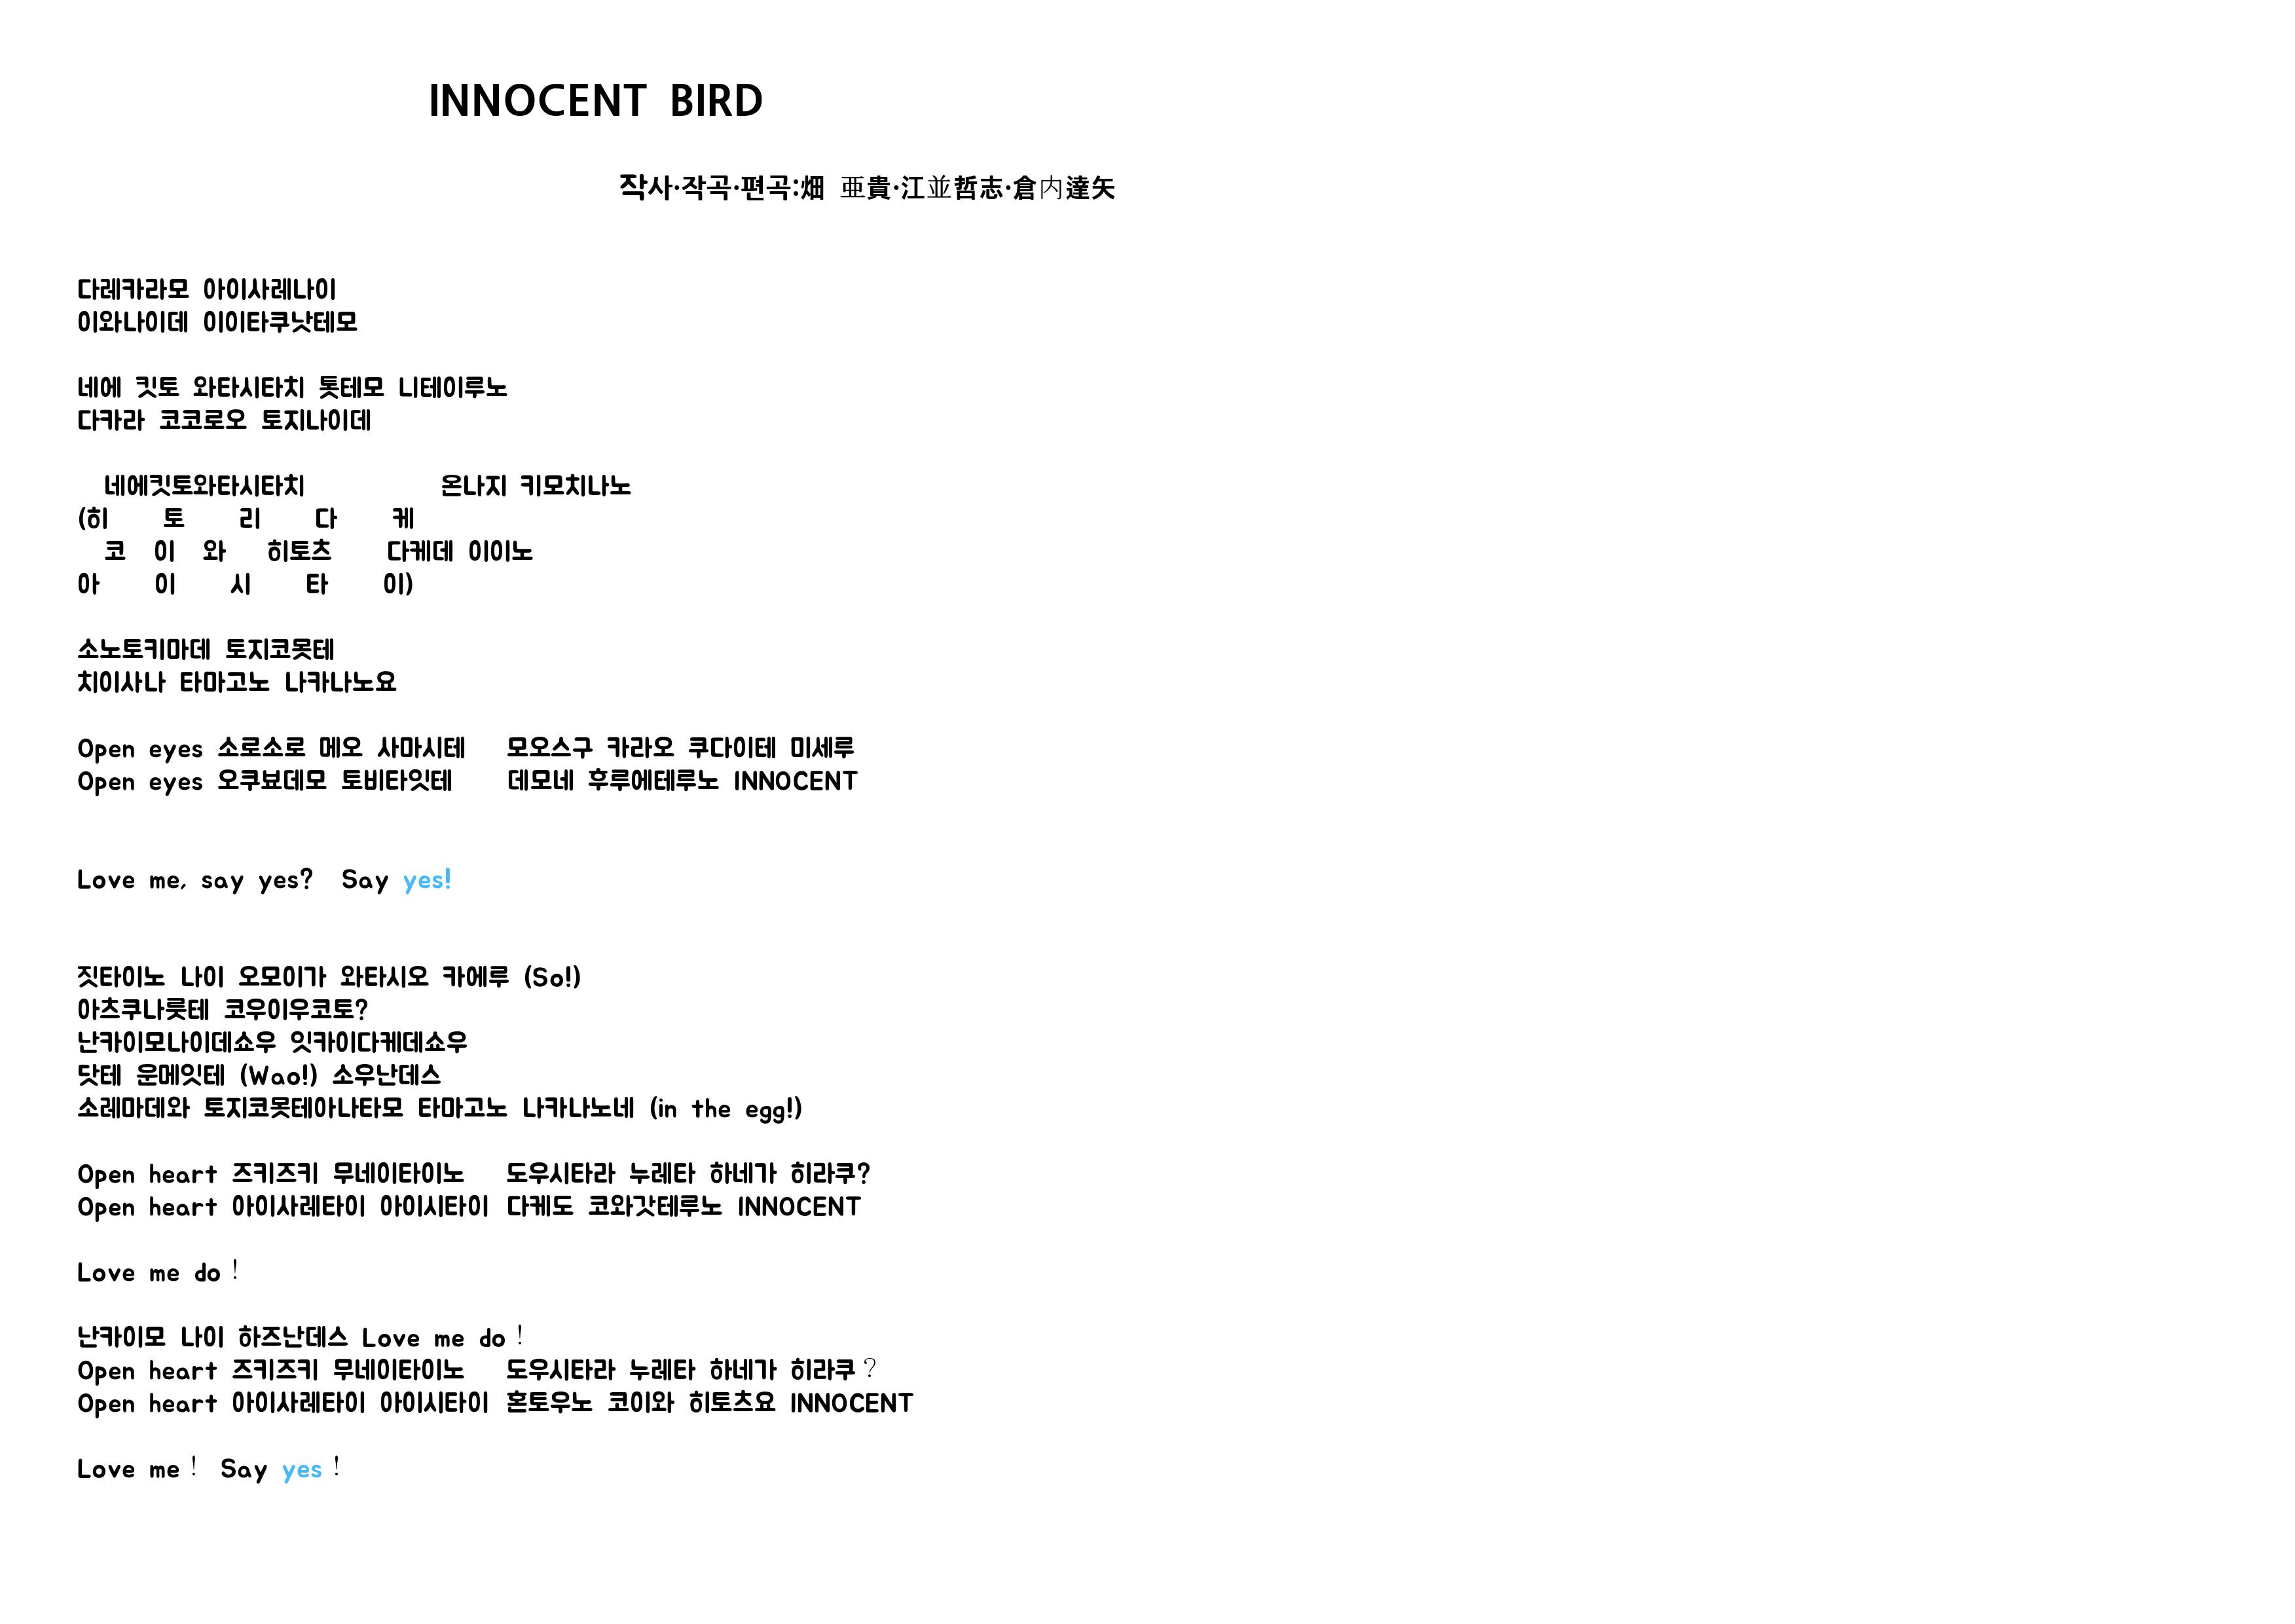 INNOCENT BIRD
작사·작곡·편곡:畑 亜貴·江並哲志·倉内達矢
다레카라모 아이사레나이
이와나이데 이이타쿠낫테모
네에 킷토 와타시타치 톳테모 니테이루노
다카라 코코로오 토지나이데
네에킷토와타시타치 온나지 키모치나노
(히 토 리 다 케
코 이 와 히토츠 다케데 이이노
아 이 시 타 이)
소노토키마데 토지코못테
치이사나 타마고노 나카나노요
Open eyes 소로소로 메오 사마시테 모오스구 카라오 쿠다이테 미세루
Open eyes 오쿠뵤데모 토비타잇테 데모네 후루에테루노 INNOCENT
Love me, say yes? Say yes!
짓타이노 나이 오모이가 와타시오 카에루 (So!)
아츠쿠나룻테 코우이우코토?
난카이모나이데쇼우 잇카이다케데쇼우
닷테 운메잇테 (Wao!) 소우난데스
소레마데와 토지코못테아나타모 타마고노 나카나노네 (in the egg!)
Open heart 즈키즈키 무네이타이노 도우시타라 누레타 하네가 히라쿠?
Open heart 아이사레타이 아이시타이 다케도 코와갓테루노 INNOCENT
Love me do！
난카이모 나이 하즈난데스 Love me do！
Open heart 즈키즈키 무네이타이노 도우시타라 누레타 하네가 히라쿠？
Open heart 아이사레타이 아이시타이 혼토우노 코이와 히토츠요 INNOCENT
Love me！ Say yes！